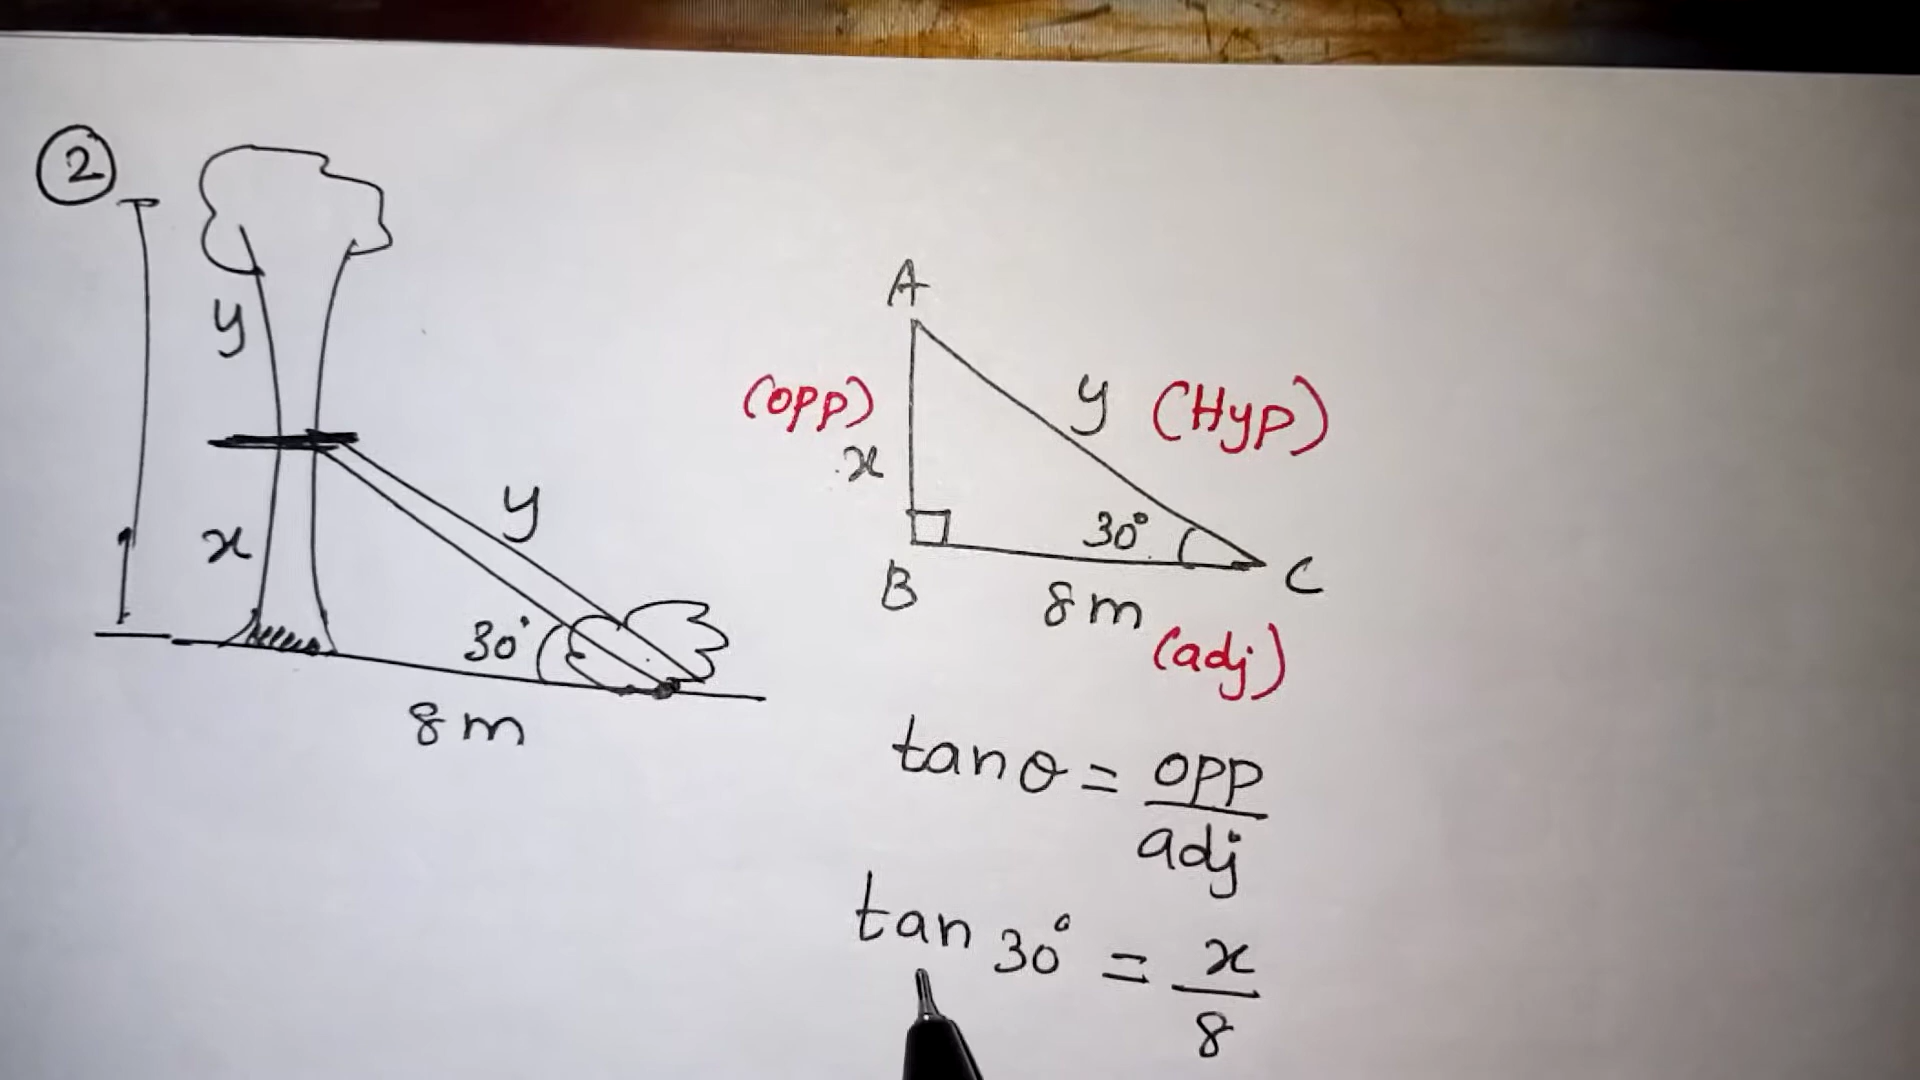 2
y
x
y
30°
8 m
A
(opp)
x
y (Hyp)
30°
B
C
8 m
(adj)
tan θ = opp/adj
tan 30° = x/8